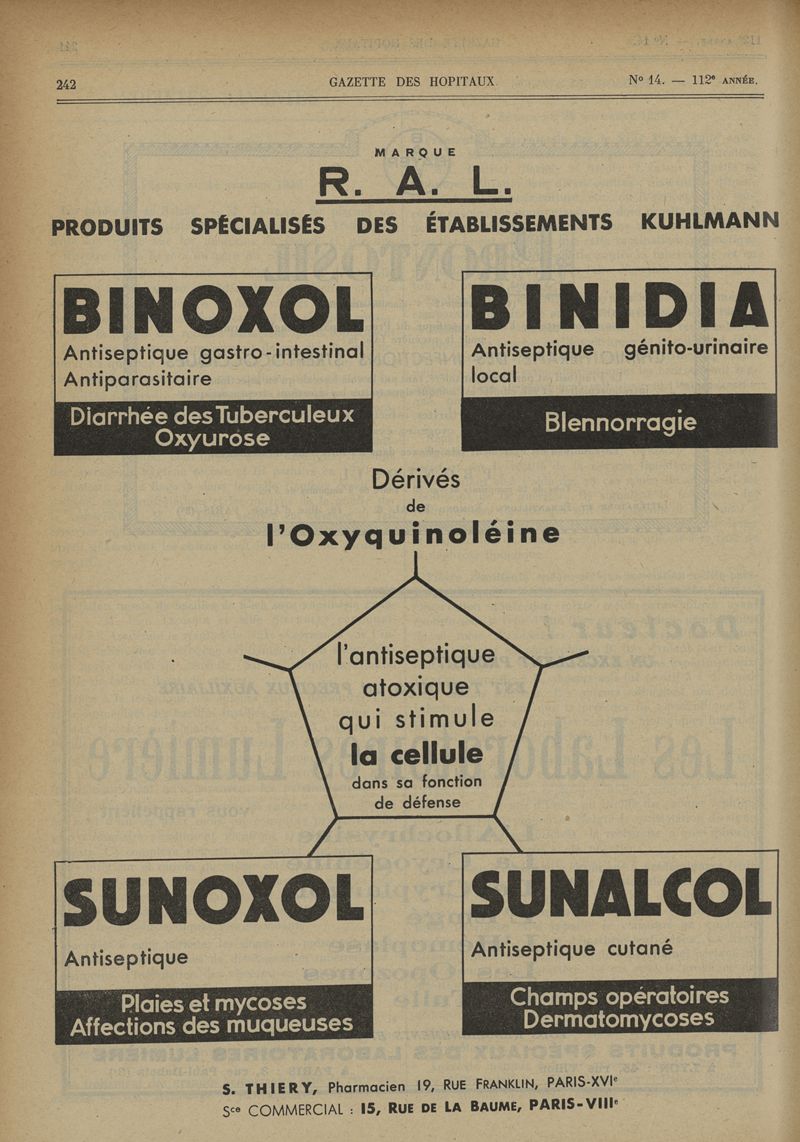 242 GAZETTE DES HOPITAUX N° 14. — 112e ANNÉE.
MARQUE
R. A. L.
PRODUITS SPÉCIALISÉS DES ÉTABLISSEMENTS KUHLMANN
BINOXOL
Antiseptique gastro-intestinal
Antiparasitaire
Diarrhée des Tuberculeux
Oxyurose
BINIDIA
Antiseptique génito-urinaire
local
Blennorragie
Dérivés
de
l'Oxyquinoléine
l'antiseptique
atoxique
qui stimule
la cellule
dans sa fonction
de défense
SUNOXOL
Antiseptique
Plaies et mycoses
Affections des muqueuses
SUNALCOL
Antiseptique cutané
Champs opératoires
Dermatomycoses
S. THIERY, Pharmacien 19, RUE FRANKLIN, PARIS-XVIe
Sce COMMERCIAL : 15, RUE DE LA BAUME, PARIS-VIIIe